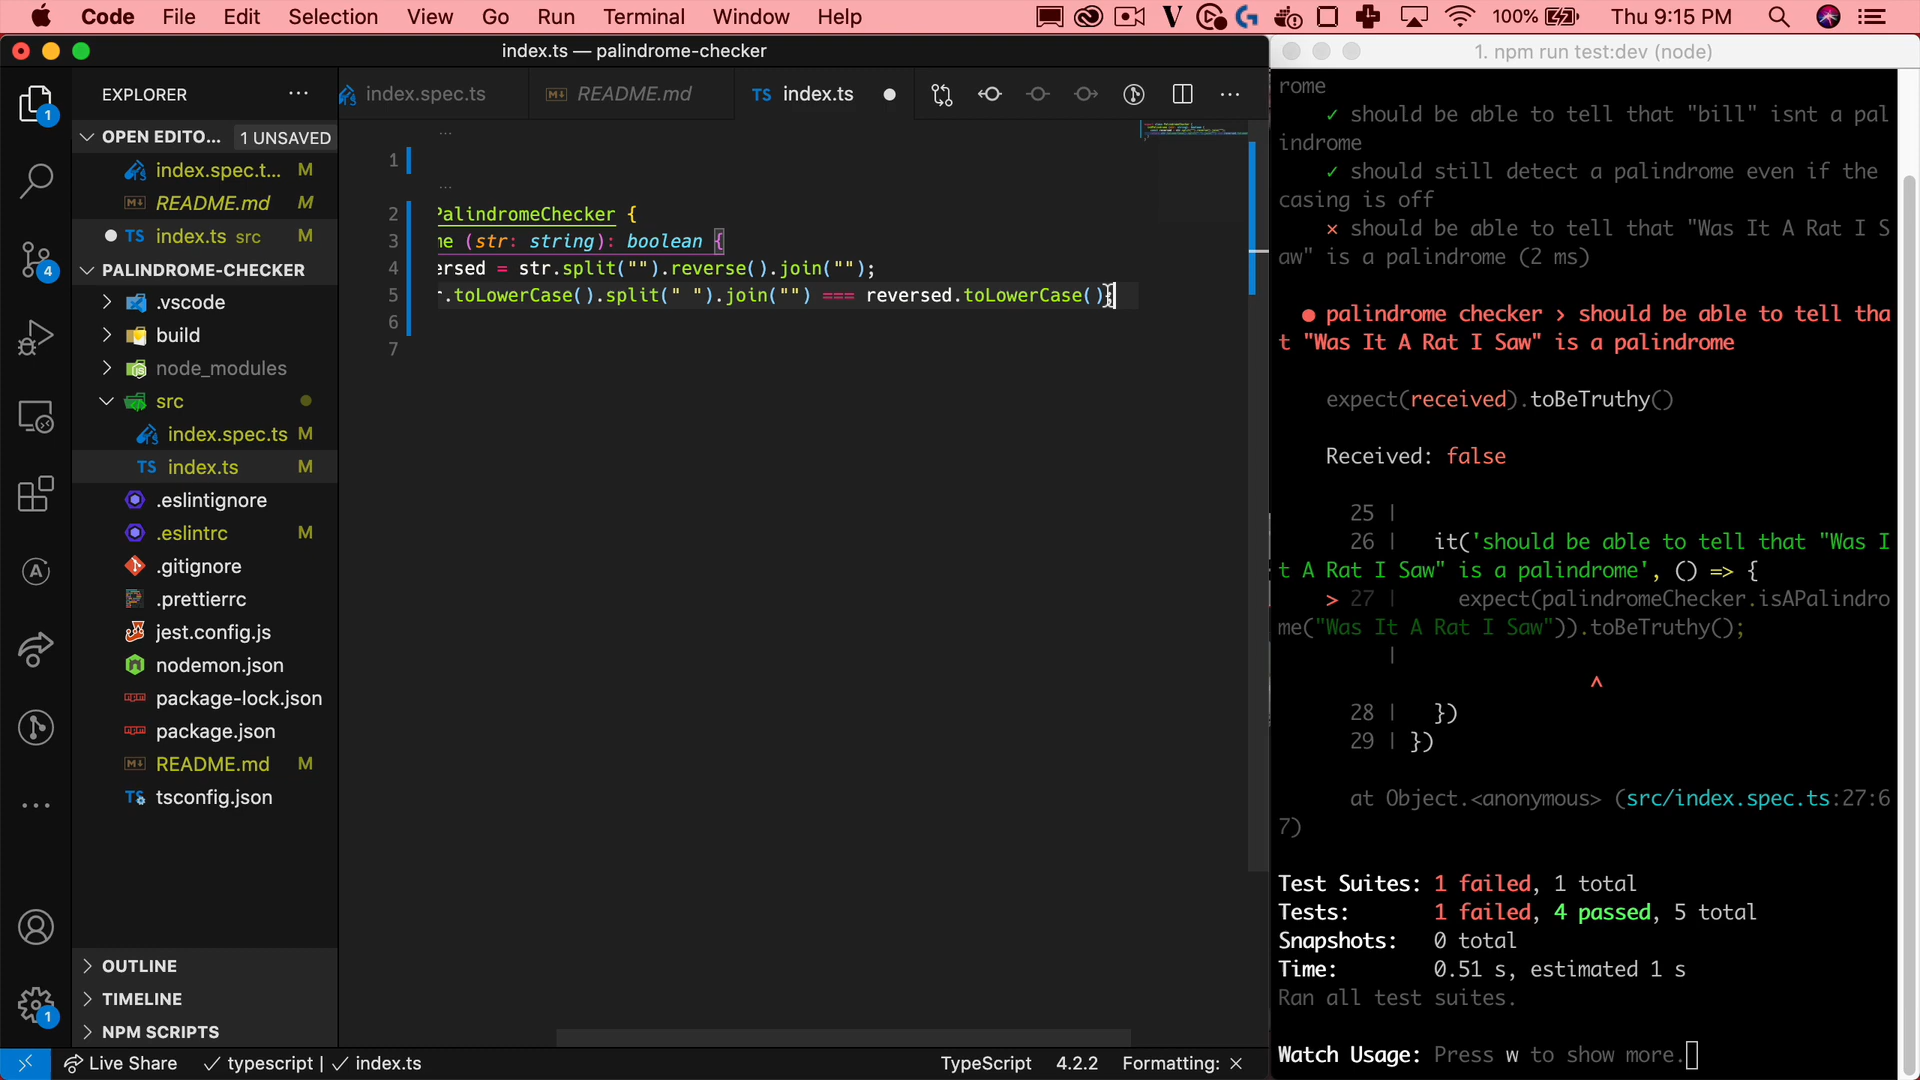 Code File Edit Selection View Go Run Terminal Window Help 100% Thu 9:15 PM
index.ts — palindrome-checker
1. npm run test:dev (node)
EXPLORER
index.spec.ts README.md TS index.ts
OPEN EDITO... 1 UNSAVED
index.spec.t... M
README.md M
TS index.ts src M
PALINDROME-CHECKER
.vscode
build
node_modules
src
index.spec.ts M
TS index.ts M
.eslintignore
.eslintrc M
.gitignore
.prettierrc
jest.config.js
nodemon.json
package-lock.json
package.json
README.md M
tsconfig.json
OUTLINE
TIMELINE
NPM SCRIPTS
1
4
1
1
2 PalindromeChecker {
3 me (str: string): boolean {
4 ersed = str.split("").reverse().join("");
5 r.toLowerCase().split(" ").join("") === reversed.toLowerCase();
6
7
rome
✓ should be able to tell that "bill" isnt a pal
indrome
✓ should still detect a palindrome even if the
casing is off
✕ should be able to tell that "Was It A Rat I S
aw" is a palindrome (2 ms)
● palindrome checker › should be able to tell tha
t "Was It A Rat I Saw" is a palindrome
expect(received).toBeTruthy()
Received: false
25 |
26 | it('should be able to tell that "Was I
t A Rat I Saw" is a palindrome', () => {
> 27 | expect(palindromeChecker.isAPalindro
me("Was It A Rat I Saw")).toBeTruthy();
|
^
28 | })
29 | })
at Object.<anonymous> (src/index.spec.ts:27:6
7)
Test Suites: 1 failed, 1 total
Tests: 1 failed, 4 passed, 5 total
Snapshots: 0 total
Time: 0.51 s, estimated 1 s
Ran all test suites.
Watch Usage: Press w to show more.
Live Share ✓ typescript | ✓ index.ts TypeScript 4.2.2 Formatting: ×